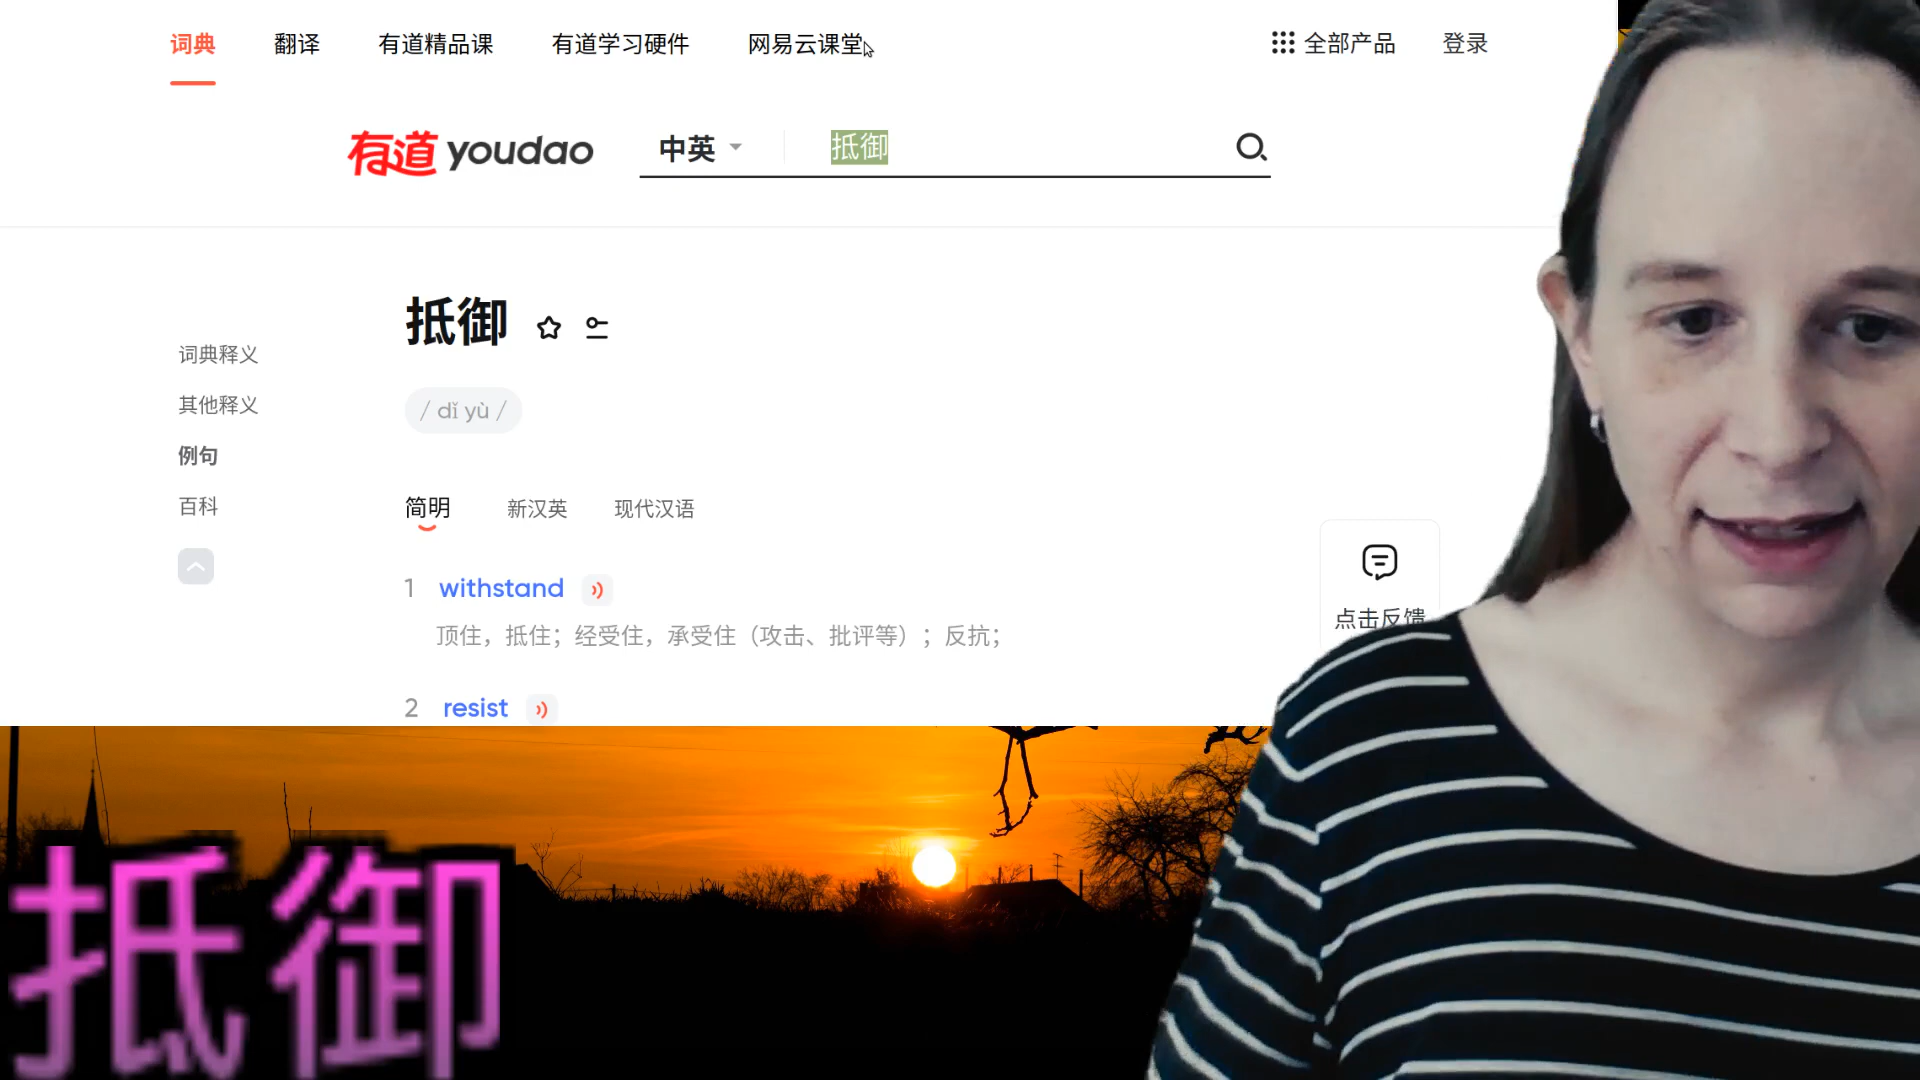 词典 翻译 有道精品课 有道学习硬件 网易云课堂 全部产品 登录
有道 youdao 中英 抵御
抵御
/ dǐ yù /
词典释义
其他释义
例句
百科
简明 新汉英 现代汉语
1 withstand
顶住，抵住；经受住，承受住（攻击、批评等）；反抗；
2 resist
点击反馈
抵御